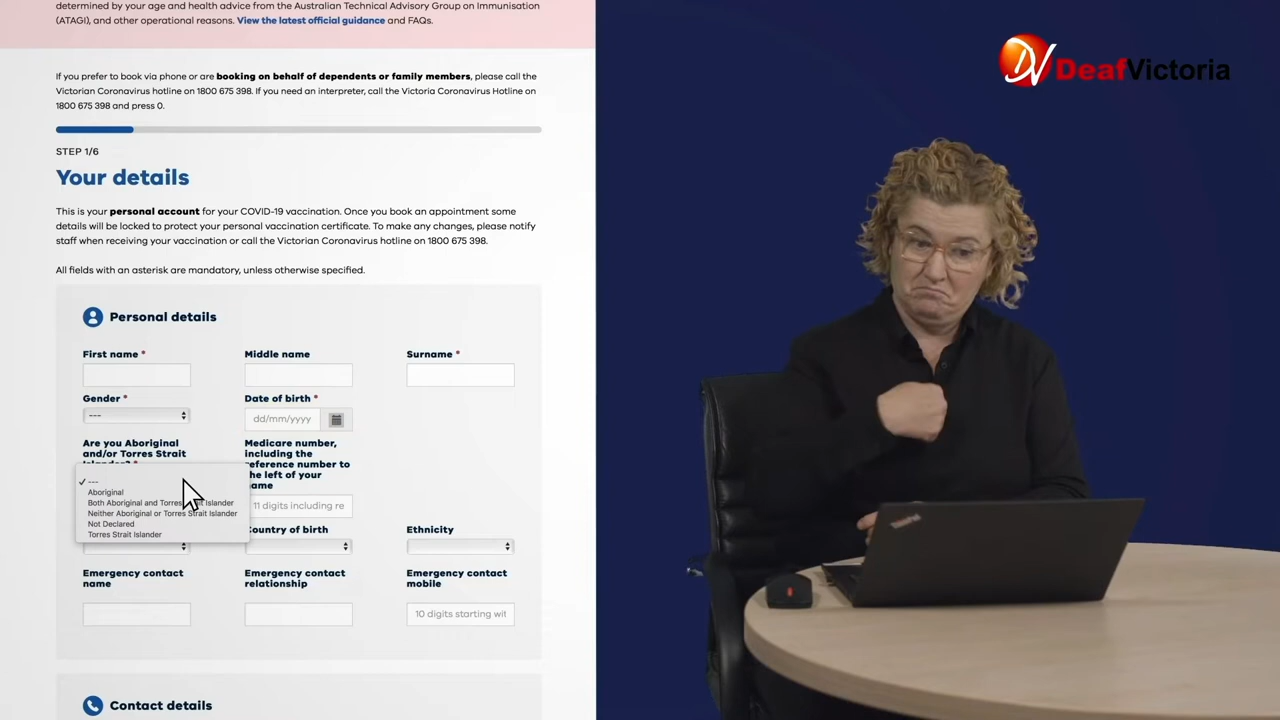 determined by your age and health advice from the Australian Technical Advisory Group on Immunisation
(ATAGI), and other operational reasons. View the latest official guidance and FAQs.
If you prefer to book via phone or are booking on behalf of dependents or family members, please call the
Victorian Coronavirus hotline on 1800 675 398. If you need an interpreter, call the Victoria Coronavirus Hotline on
1800 675 398 and press 0.
STEP 1/6
Your details
This is your personal account for your COVID-19 vaccination. Once you book an appointment some
details will be locked to protect your personal vaccination certificate. To make any changes, please notify
staff when receiving your vaccination or call the Victorian Coronavirus hotline on 1800 675 398.
All fields with an asterisk are mandatory, unless otherwise specified.
Personal details
First name *
Middle name
Surname *
Gender *
Date of birth *
---
dd/mm/yyyy
Are you Aboriginal
and/or Torres Strait
Medicare number,
including the
reference number to
the left of your
name
✓ ---
Aboriginal
Both Aboriginal and Torres Strait Islander
Neither Aboriginal or Torres Strait Islander
Not Declared
Torres Strait Islander
11 digits including re
Country of birth
Ethnicity
Emergency contact
name
Emergency contact
relationship
Emergency contact
mobile
10 digits starting wit
Contact details
DV DeafVictoria
ThinkPad